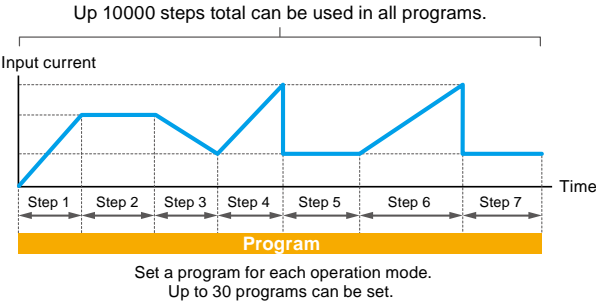 Up 10000 steps total can be used in all programs.
Input current
Time
Step 1 Step 2 Step 3 Step 4 Step 5 Step 6 Step 7
Program
Set a program for each operation mode.
Up to 30 programs can be set.